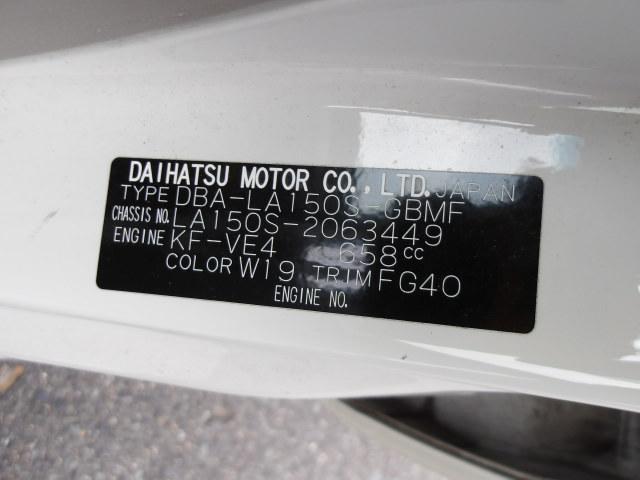 DAIHATSU MOTOR CO., LTD. JAPAN
TYPE DBA-LA150S-GBMF
CHASSIS NO. LA150S-2063449
ENGINE KF-VE4 658cc
COLOR W19 TRIM FG40
ENGINE NO.